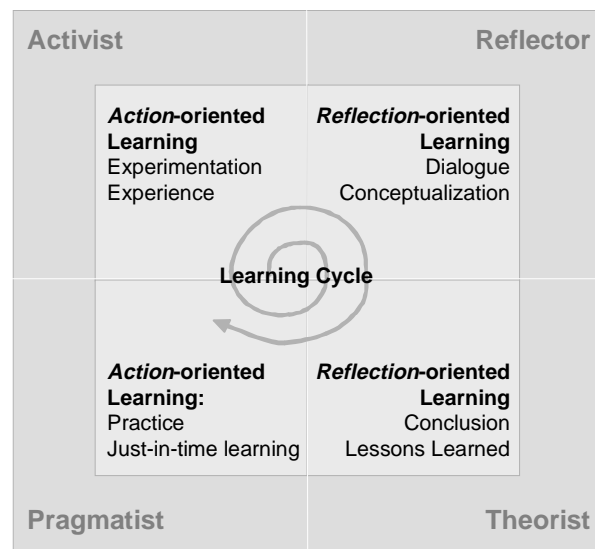 Activist
Reflector
Action-oriented
Learning
Experimentation
Experience
Reflection-oriented
Learning
Dialogue
Conceptualization
Learning Cycle
Action-oriented
Learning:
Practice
Just-in-time learning
Reflection-oriented
Learning
Conclusion
Lessons Learned
Pragmatist
Theorist